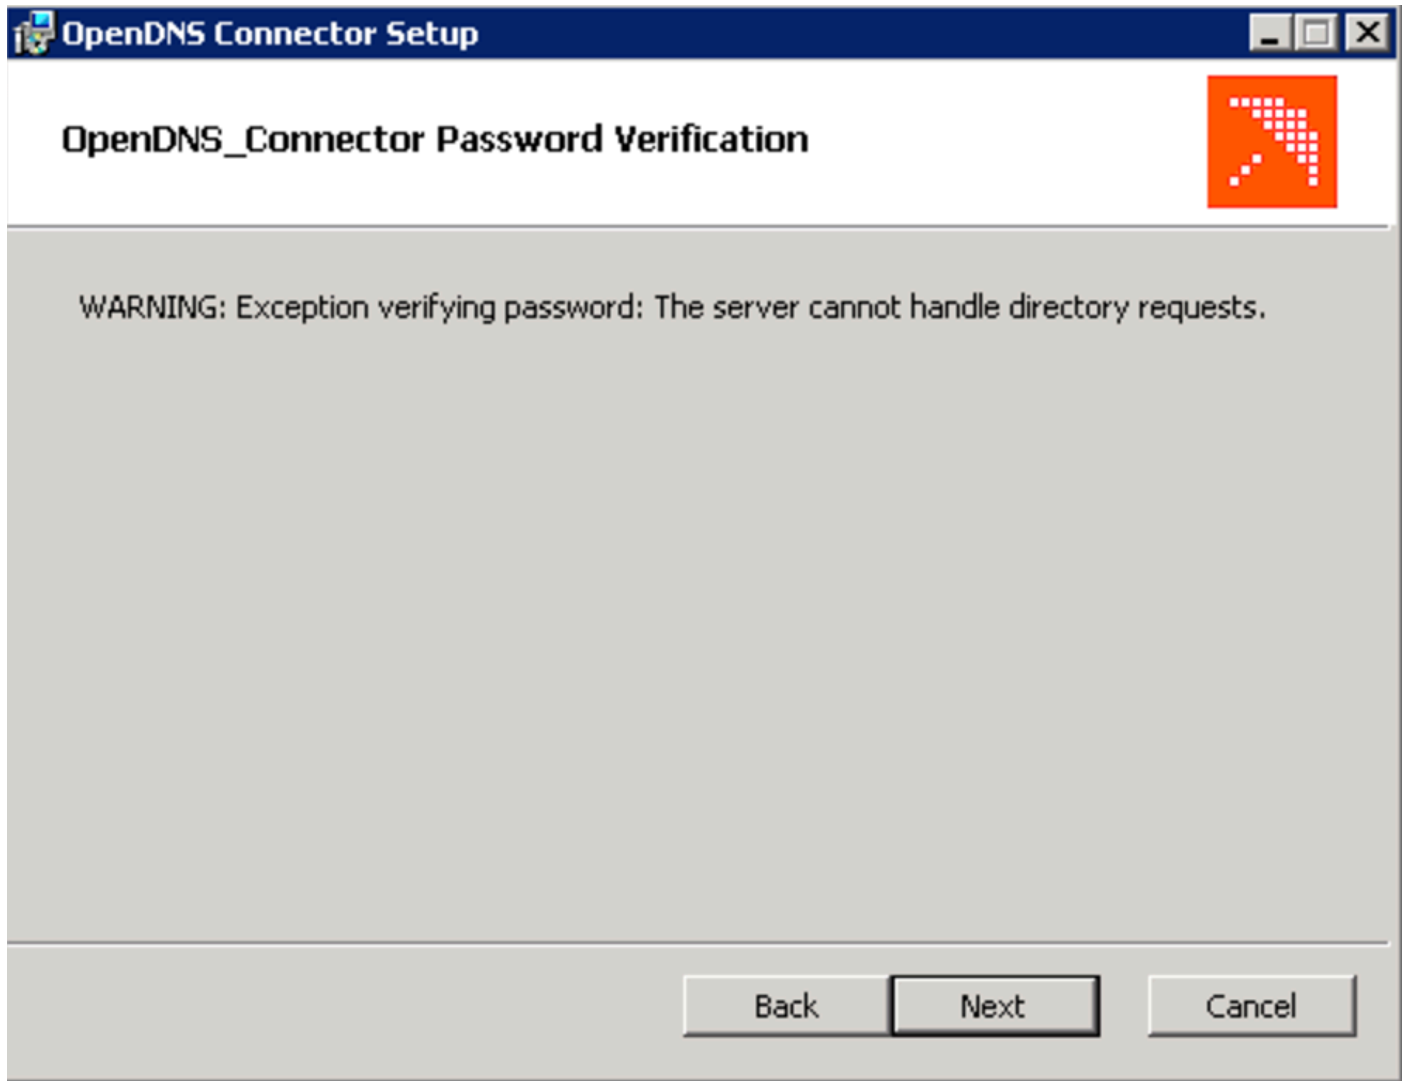 OpenDNS Connector Setup
OpenDNS_Connector Password Verification
WARNING: Exception verifying password: The server cannot handle directory requests.
Back
Next
Cancel